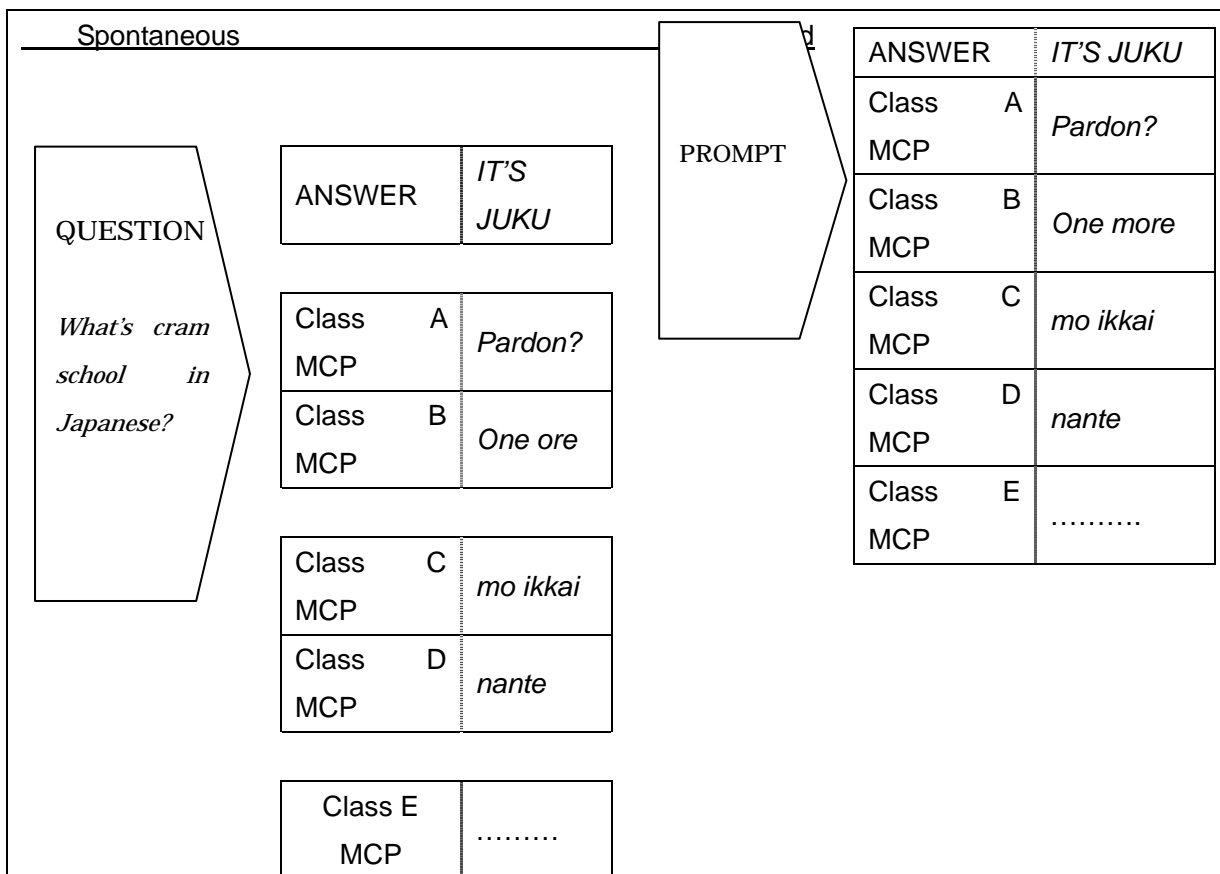 Spontaneous
QUESTION
What's cram
school in
Japanese?
ANSWER
IT'S
JUKU
Class A
MCP
Pardon?
Class B
MCP
One ore
Class C
MCP
mo ikkai
Class D
MCP
nante
Class E
MCP
.........
PROMPT
ANSWER
IT'S JUKU
Class A
MCP
Pardon?
Class B
MCP
One more
Class C
MCP
mo ikkai
Class D
MCP
nante
Class E
MCP
..........